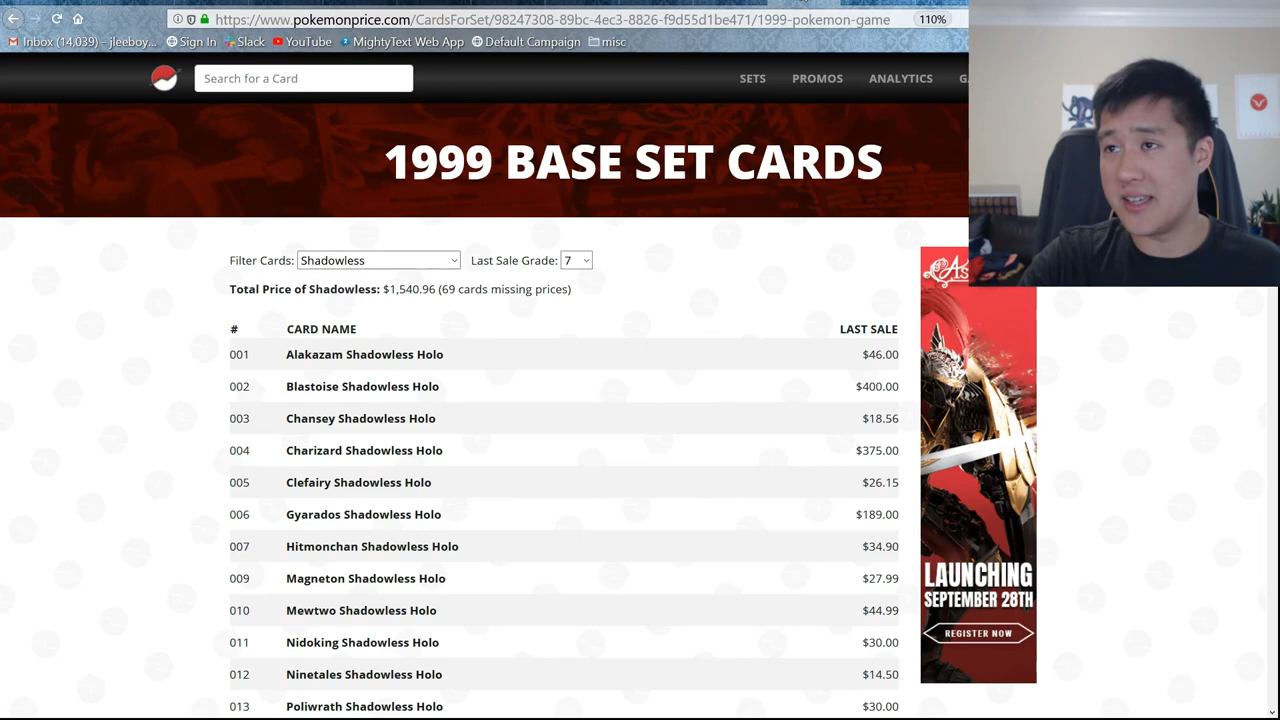 https://www.pokemonprice.com/CardsForSet/98247308-89bc-4ec3-8826-f9d55d1be471/1999-pokemon-game 110%
Inbox (14,039) - jleeboy... Sign In Slack YouTube MightyText Web App Default Campaign misc
Search for a Card SETS PROMOS ANALYTICS
1999 BASE SET CARDS
Filter Cards: Shadowless Last Sale Grade: 7
Total Price of Shadowless: $1,540.96 (69 cards missing prices)
# CARD NAME LAST SALE
001 Alakazam Shadowless Holo $46.00
002 Blastoise Shadowless Holo $400.00
003 Chansey Shadowless Holo $18.56
004 Charizard Shadowless Holo $375.00
005 Clefairy Shadowless Holo $26.15
006 Gyarados Shadowless Holo $189.00
007 Hitmonchan Shadowless Holo $34.90
009 Magneton Shadowless Holo $27.99
010 Mewtwo Shadowless Holo $44.99
011 Nidoking Shadowless Holo $30.00
012 Ninetales Shadowless Holo $14.50
013 Poliwrath Shadowless Holo $30.00
LAUNCHING
SEPTEMBER 28TH
REGISTER NOW